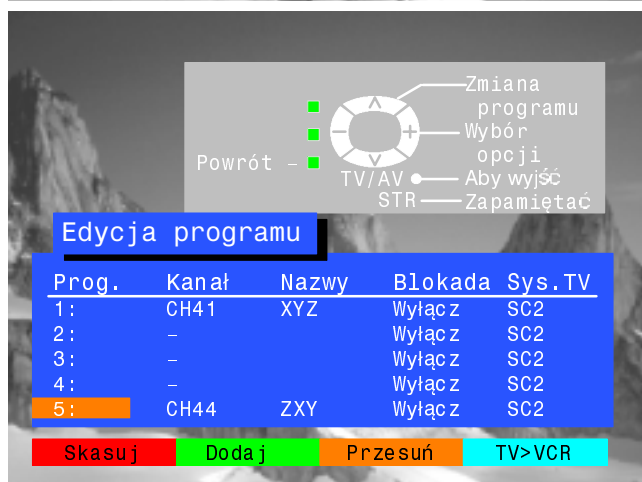 Zmiana
programu
Wybór
opcji
Powrót –
TV/AV
Aby wyjść
STR
Zapamiętać
Edycja programu
Prog. Kanał Nazwy Blokada Sys.TV
1: CH41 XYZ Wyłącz SC2
2: – Wyłącz SC2
3: – Wyłącz SC2
4: – Wyłącz SC2
5: CH44 ZXY Wyłącz SC2
Skasuj Dodaj Przesuń TV>VCR